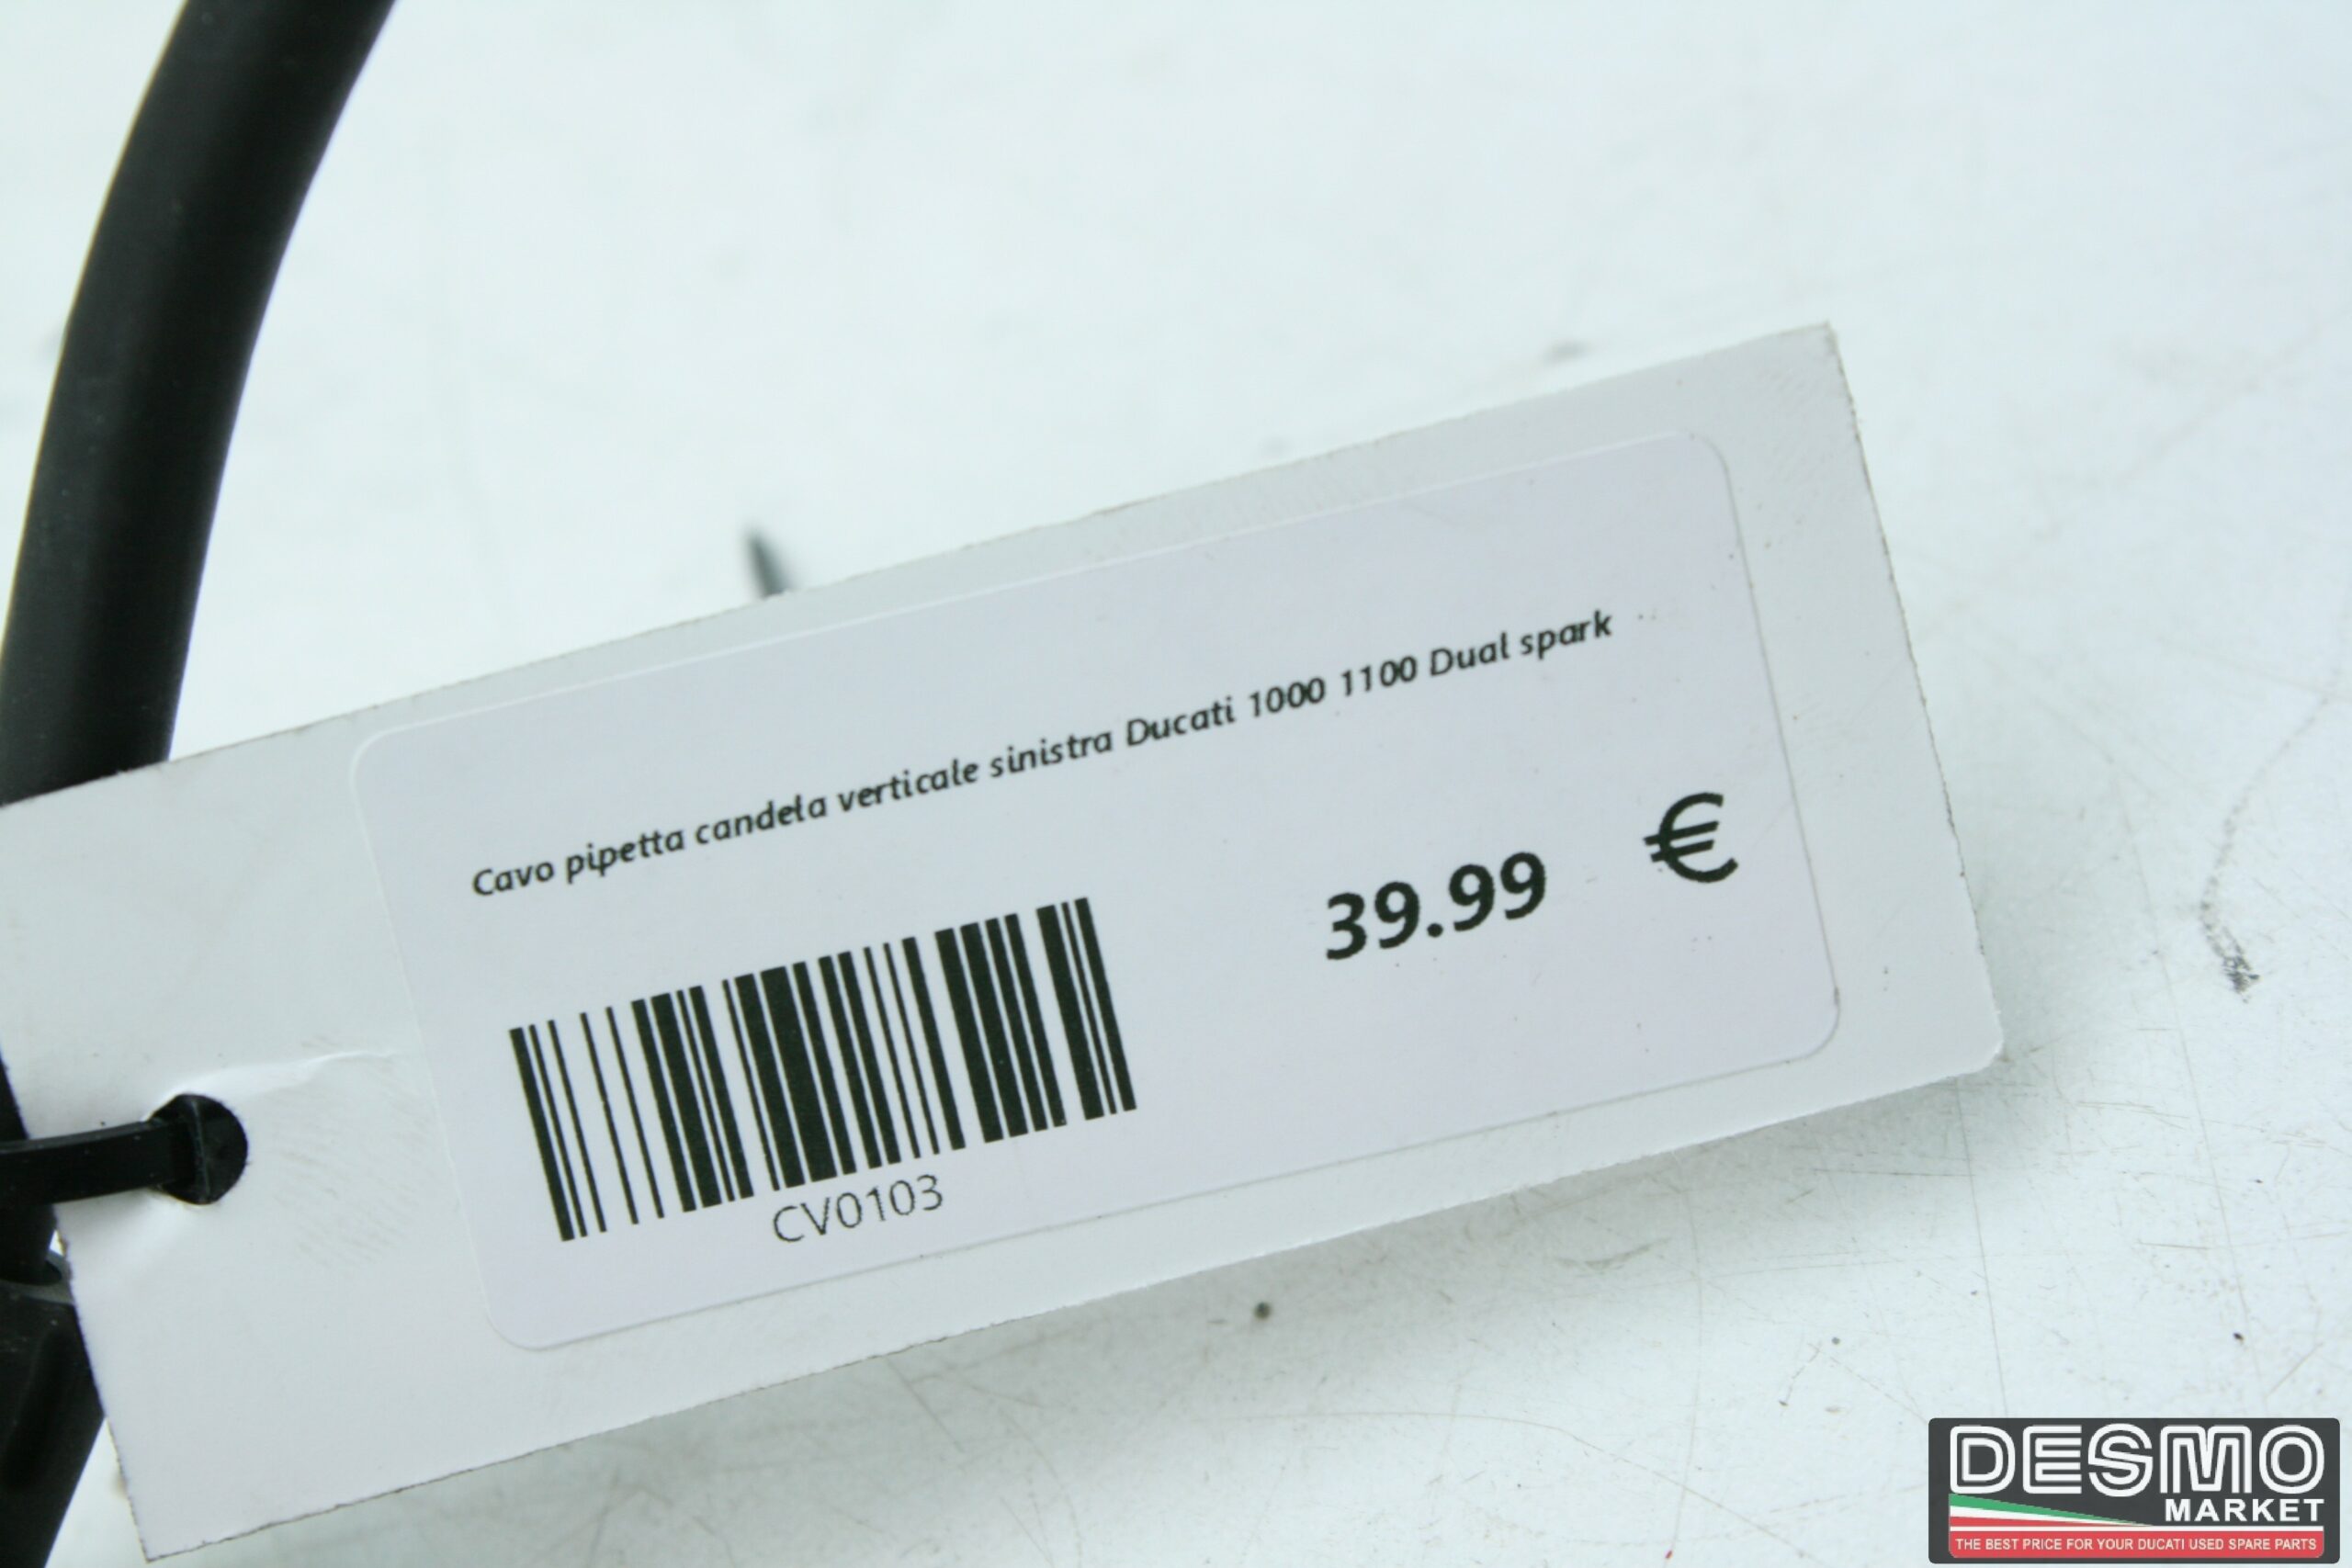 Cavo pipetta candela verticale sinistra Ducati 1000 1100 Dual spark
39.99 €
CV0103
DESMO
MARKET
THE BEST PRICE FOR YOUR DUCATI USED SPARE PARTS